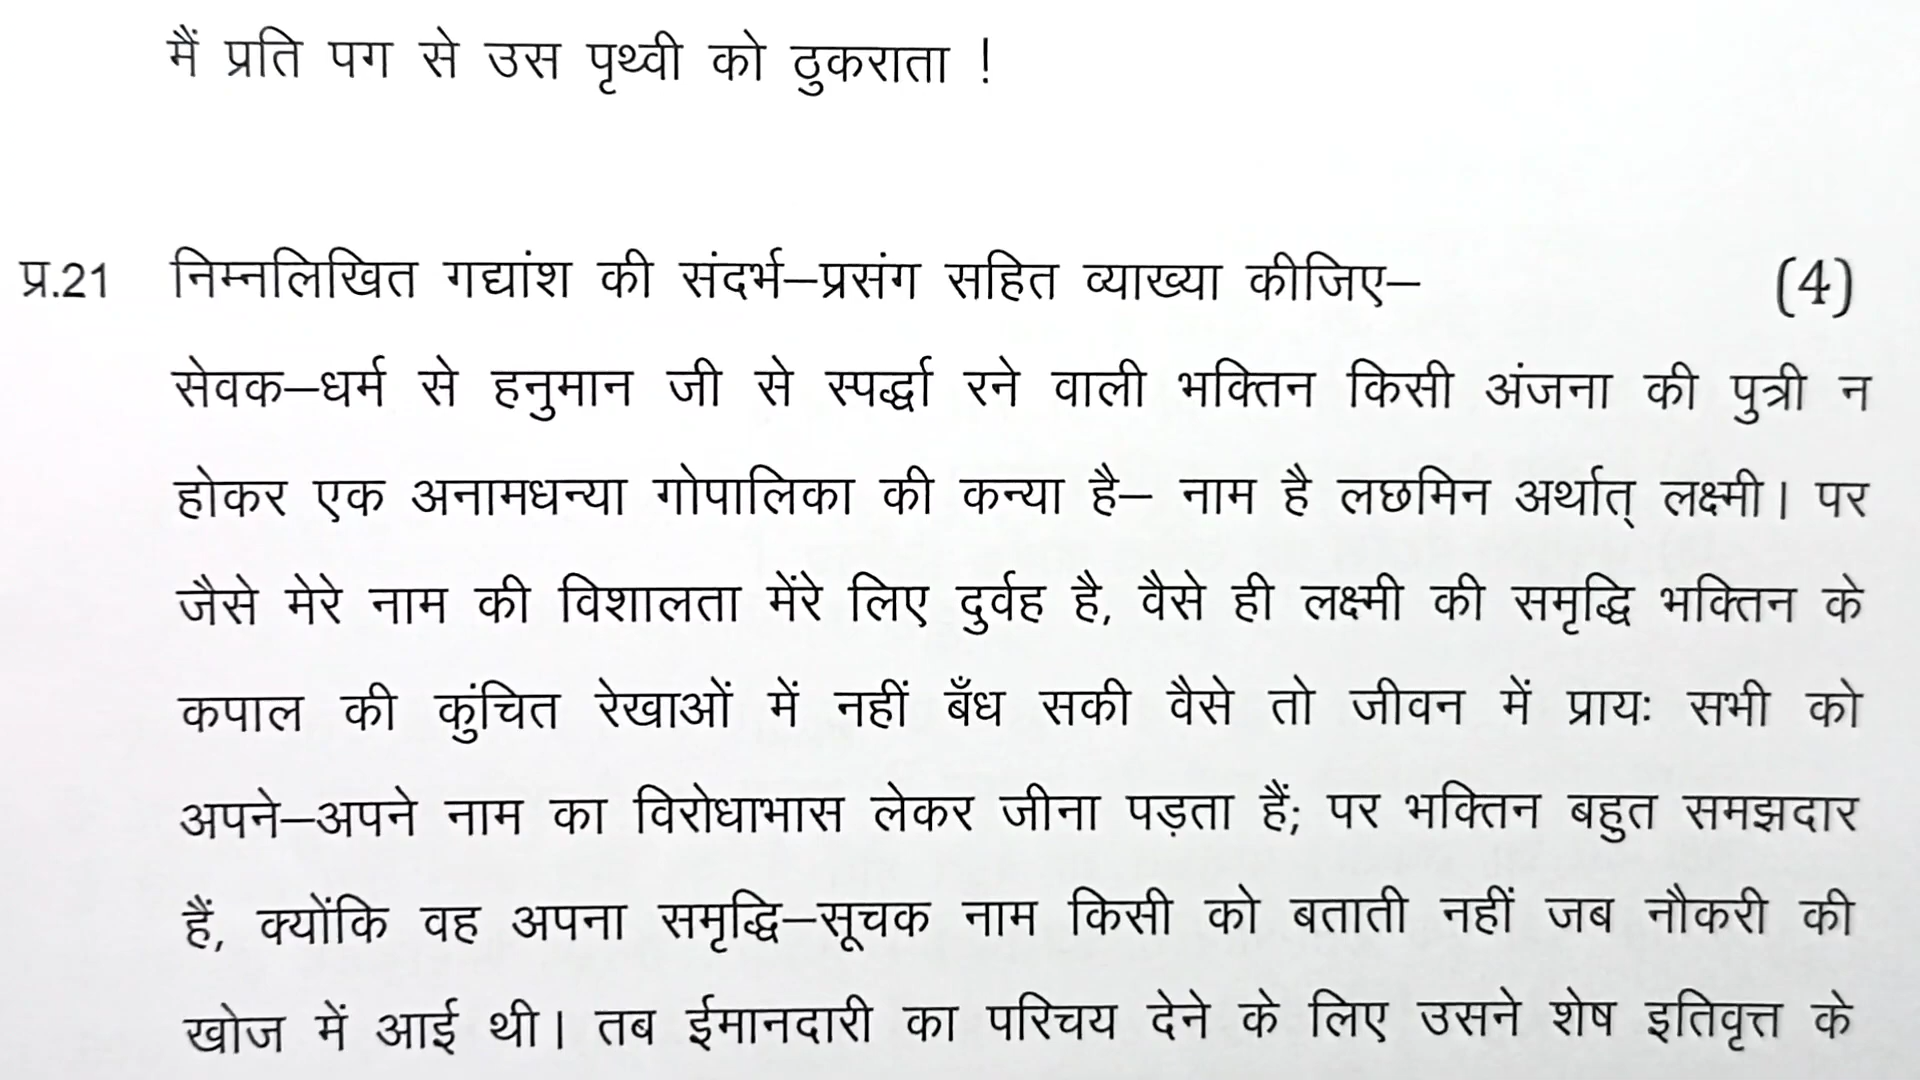 मैं प्रति पग से उस पृथ्वी को ठुकराता !
प्र.21 निम्नलिखित गद्यांश की संदर्भ–प्रसंग सहित व्याख्या कीजिए– (4)
सेवक–धर्म से हनुमान जी से स्पर्द्धा रने वाली भक्तिन किसी अंजना की पुत्री न
होकर एक अनामधन्या गोपालिका की कन्या है– नाम है लछमिन अर्थात् लक्ष्मी। पर
जैसे मेरे नाम की विशालता मेंरे लिए दुर्वह है, वैसे ही लक्ष्मी की समृद्धि भक्तिन के
कपाल की कुंचित रेखाओं में नहीं बँध सकी वैसे तो जीवन में प्रायः सभी को
अपने–अपने नाम का विरोधाभास लेकर जीना पड़ता हैं; पर भक्तिन बहुत समझदार
हैं, क्योंकि वह अपना समृद्धि–सूचक नाम किसी को बताती नहीं जब नौकरी की
खोज में आई थी। तब ईमानदारी का परिचय देने के लिए उसने शेष इतिवृत्त के